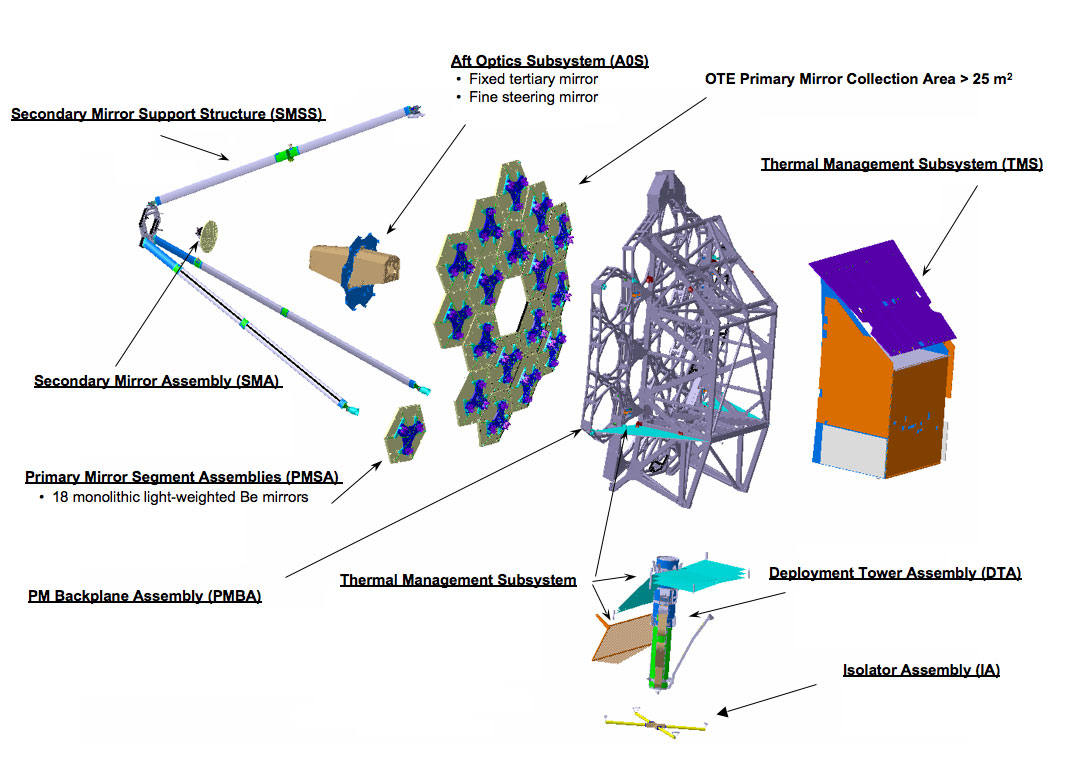 Aft Optics Subsystem (A0S)
• Fixed tertiary mirror
• Fine steering mirror
OTE Primary Mirror Collection Area > 25 m²
Secondary Mirror Support Structure (SMSS)
Thermal Management Subsystem (TMS)
Secondary Mirror Assembly (SMA)
Primary Mirror Segment Assemblies (PMSA)
• 18 monolithic light-weighted Be mirrors
Thermal Management Subsystem
Deployment Tower Assembly (DTA)
PM Backplane Assembly (PMBA)
Isolator Assembly (IA)